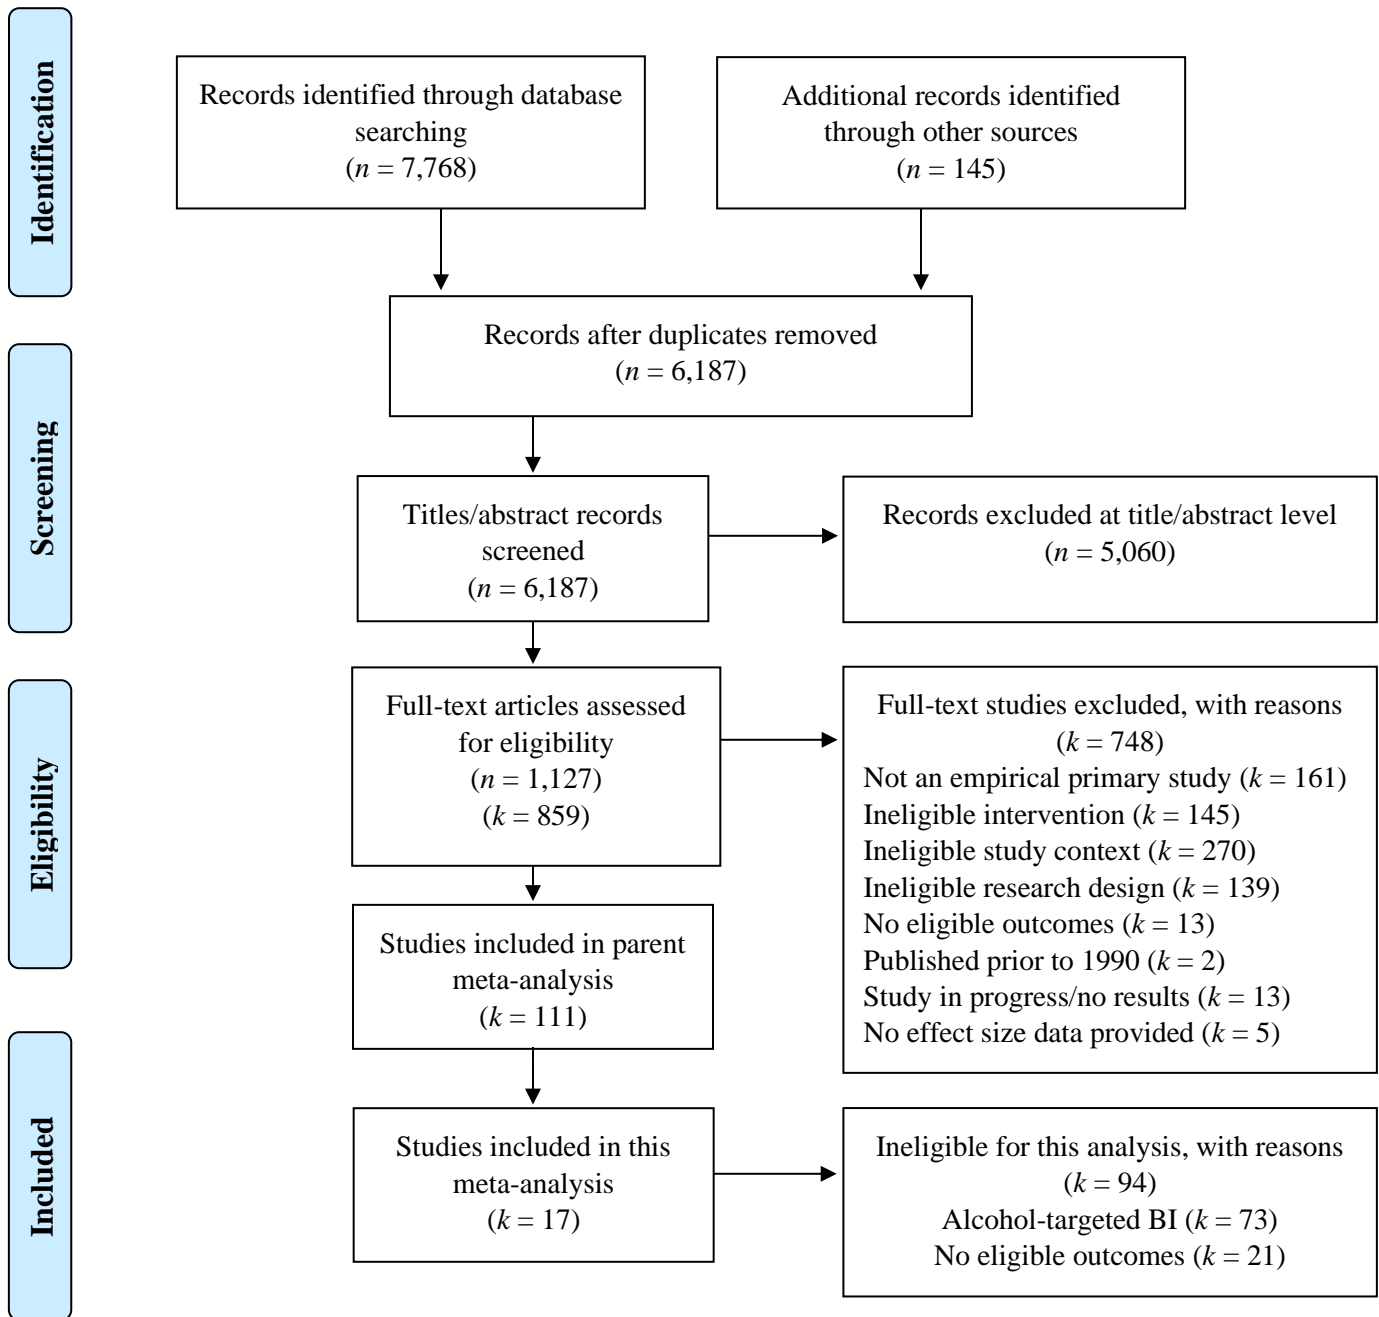 Identification
Records identified through database
searching
(n = 7,768)
Additional records identified
through other sources
(n = 145)
Records after duplicates removed
(n = 6,187)
Screening
Titles/abstract records
screened
(n = 6,187)
Records excluded at title/abstract level
(n = 5,060)
Eligibility
Full-text articles assessed
for eligibility
(n = 1,127)
(k = 859)
Full-text studies excluded, with reasons
(k = 748)
Not an empirical primary study (k = 161)
Ineligible intervention (k = 145)
Ineligible study context (k = 270)
Ineligible research design (k = 139)
No eligible outcomes (k = 13)
Published prior to 1990 (k = 2)
Study in progress/no results (k = 13)
No effect size data provided (k = 5)
Studies included in parent
meta-analysis
(k = 111)
Included
Studies included in this
meta-analysis
(k = 17)
Ineligible for this analysis, with reasons
(k = 94)
Alcohol-targeted BI (k = 73)
No eligible outcomes (k = 21)